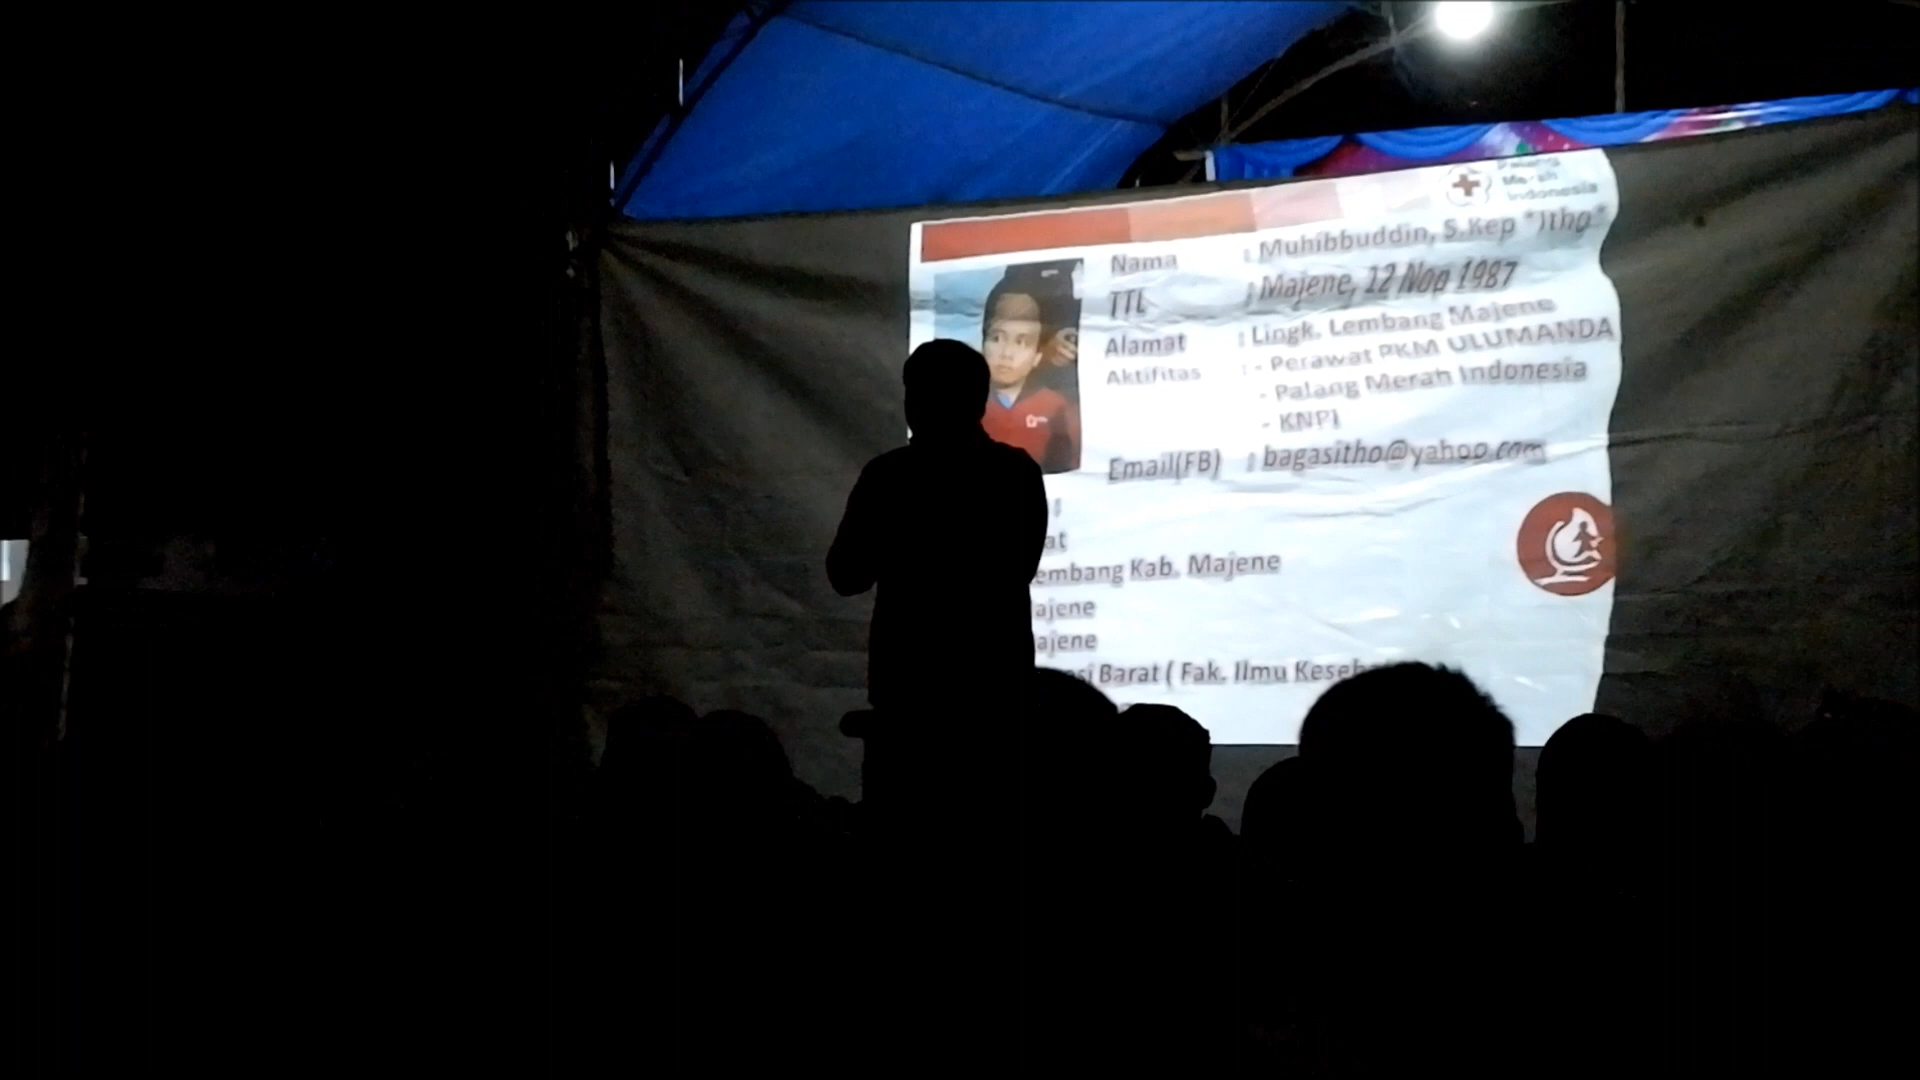 Palang
Merah
Indonesia
Nama : Muhibbuddin, S.Kep "Itho"
TTL : Majene, 12 Nop 1987
Alamat : Lingk. Lembang Majene
Aktifitas : - Perawat PKM ULUMANDA
- Palang Merah Indonesia
- KNPI
Email(FB) : bagasitho@yahoo.com
:
at
embang Kab. Majene
ajene
ajene
si Barat ( Fak. Ilmu Keseh